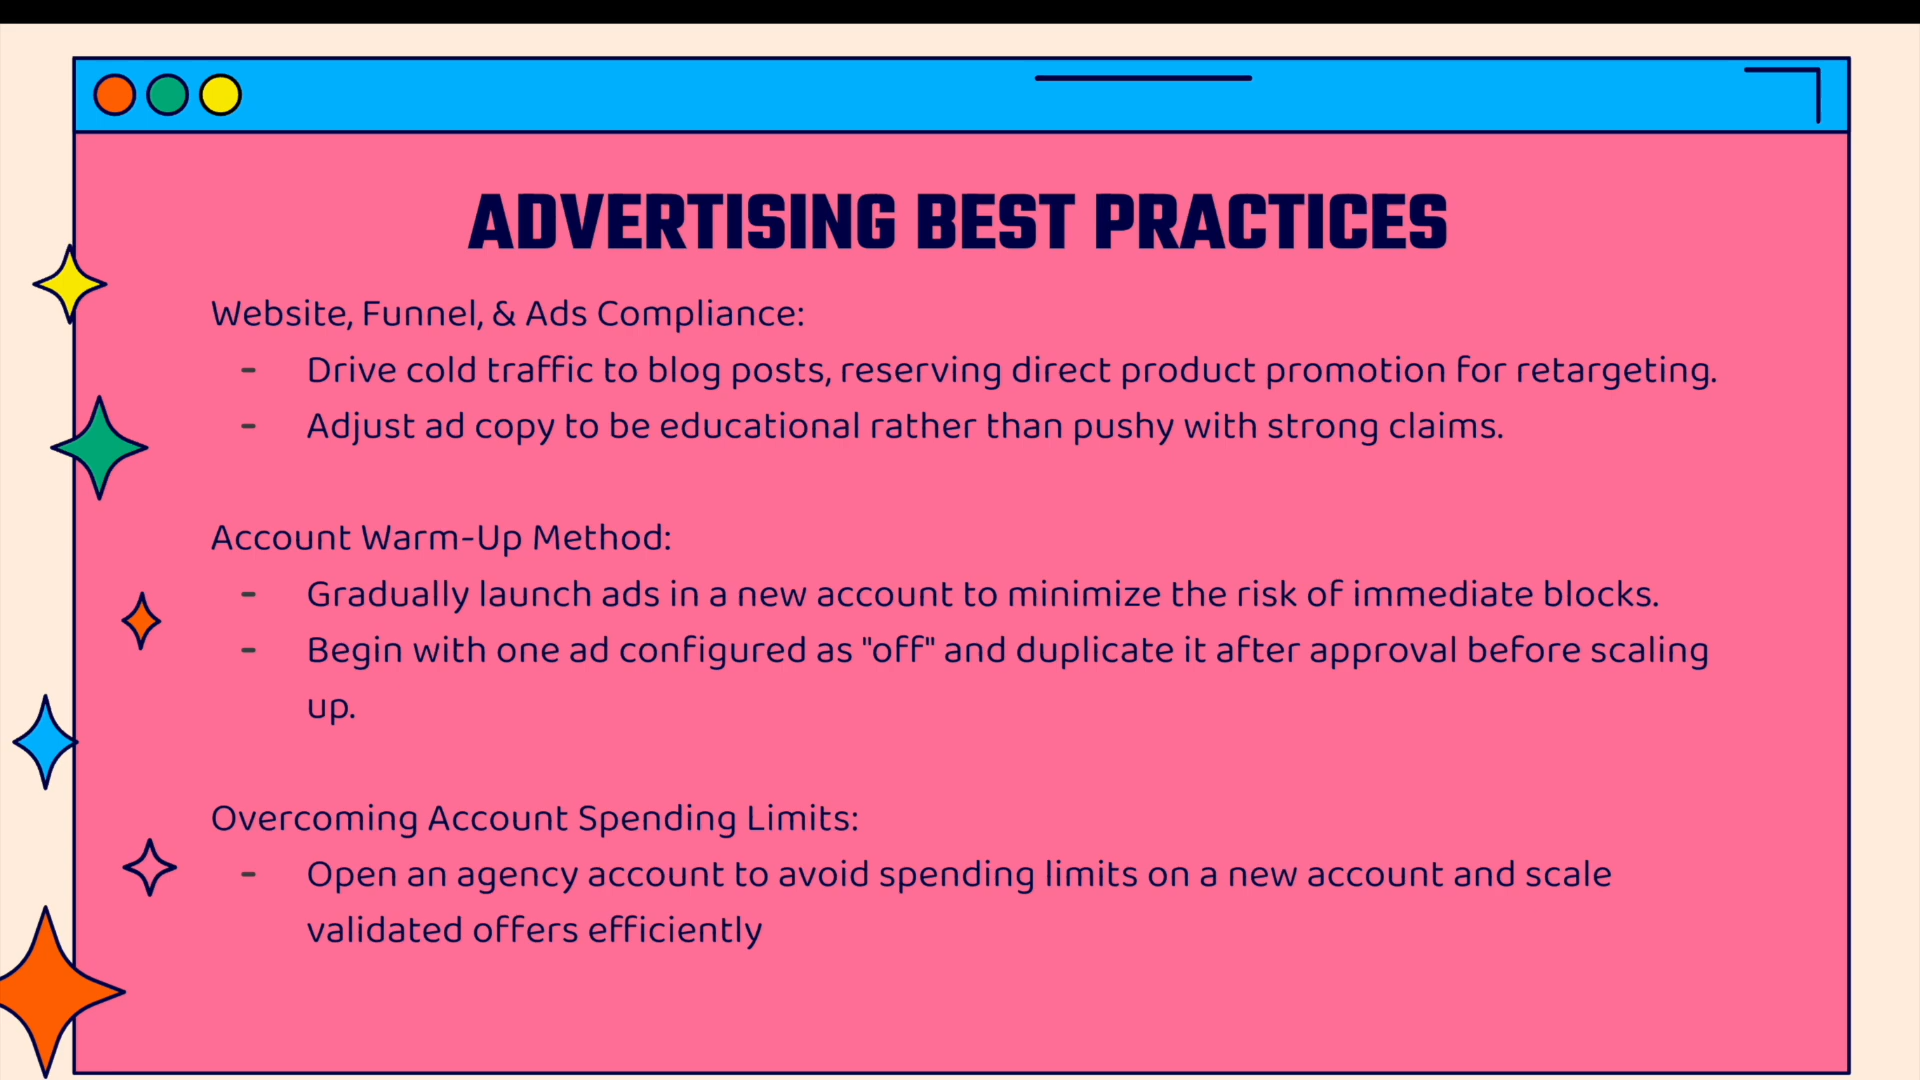 ADVERTISING BEST PRACTICES
Website, Funnel, & Ads Compliance:
- Drive cold traffic to blog posts, reserving direct product promotion for retargeting.
- Adjust ad copy to be educational rather than pushy with strong claims.
Account Warm-Up Method:
- Gradually launch ads in a new account to minimize the risk of immediate blocks.
- Begin with one ad configured as "off" and duplicate it after approval before scaling
up.
Overcoming Account Spending Limits:
- Open an agency account to avoid spending limits on a new account and scale
validated offers efficiently